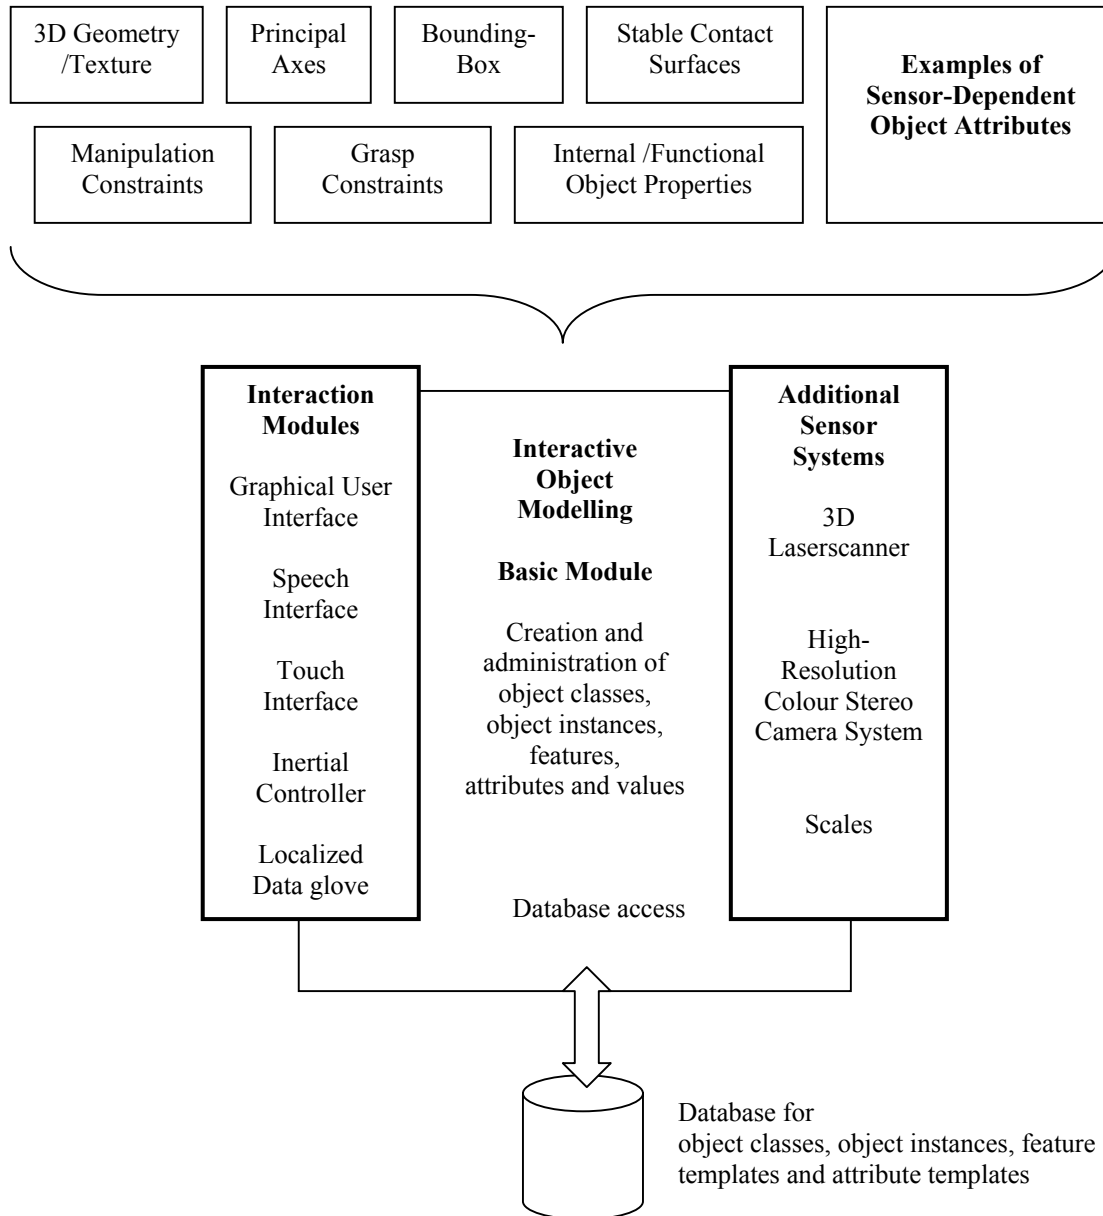 3D Geometry
/Texture
Principal
Axes
Bounding-
Box
Stable Contact
Surfaces
Examples of
Sensor-Dependent
Object Attributes
Manipulation
Constraints
Grasp
Constraints
Internal /Functional
Object Properties
Interaction
Modules
Graphical User
Interface
Speech
Interface
Touch
Interface
Inertial
Controller
Localized
Data glove
Interactive
Object
Modelling
Basic Module
Creation and
administration of
object classes,
object instances,
features,
attributes and values
Database access
Additional
Sensor
Systems
3D
Laserscanner
High-
Resolution
Colour Stereo
Camera System
Scales
Database for
object classes, object instances, feature
templates and attribute templates